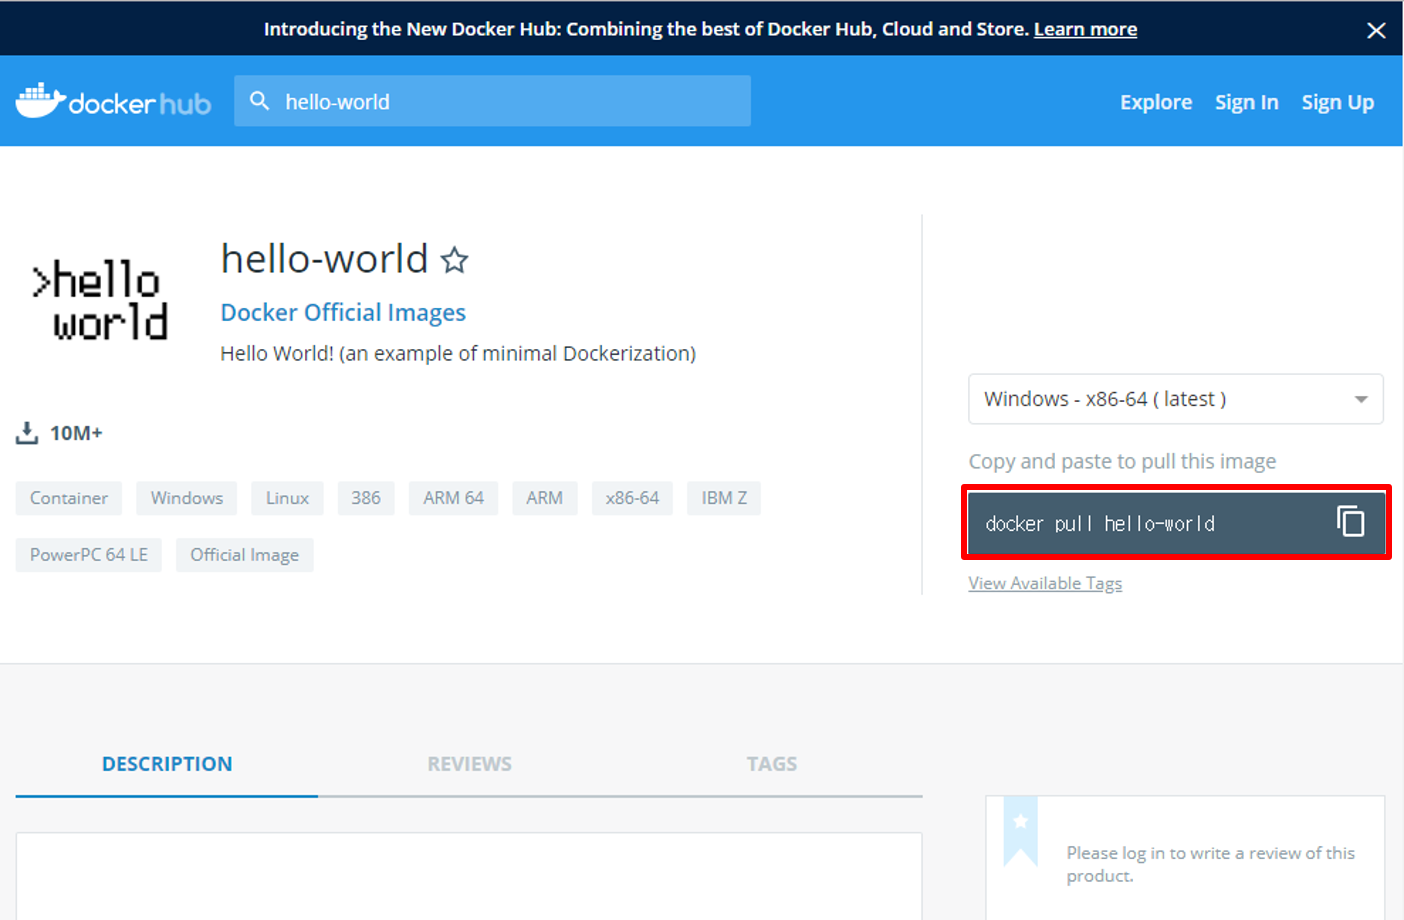 Introducing the New Docker Hub: Combining the best of Docker Hub, Cloud and Store. Learn more
docker hub
hello-world
Explore
Sign In
Sign Up
>hello
world
hello-world
Docker Official Images
Hello World! (an example of minimal Dockerization)
10M+
Container
Windows
Linux
386
ARM 64
ARM
x86-64
IBM Z
PowerPC 64 LE
Official Image
Windows - x86-64 ( latest )
Copy and paste to pull this image
docker pull hello-world
View Available Tags
DESCRIPTION
REVIEWS
TAGS
Please log in to write a review of this
product.